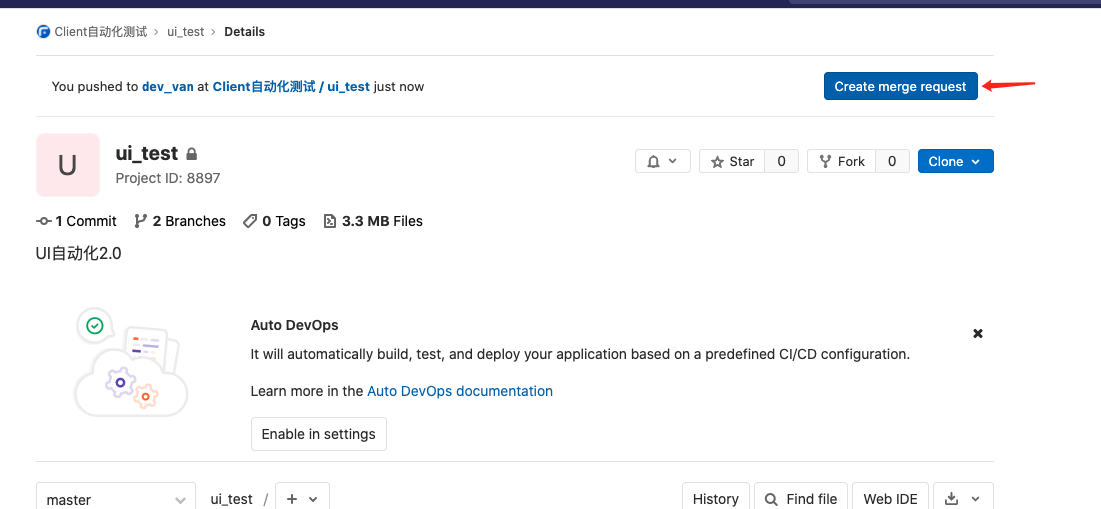 Client自动化测试 > ui_test > Details
You pushed to dev_van at Client自动化测试 / ui_test just now
Create merge request
U
ui_test
Project ID: 8897
Star 0
Fork 0
Clone
1 Commit 2 Branches 0 Tags 3.3 MB Files
UI自动化2.0
Auto DevOps
It will automatically build, test, and deploy your application based on a predefined CI/CD configuration.
Learn more in the Auto DevOps documentation
Enable in settings
master
ui_test /
History
Find file
Web IDE